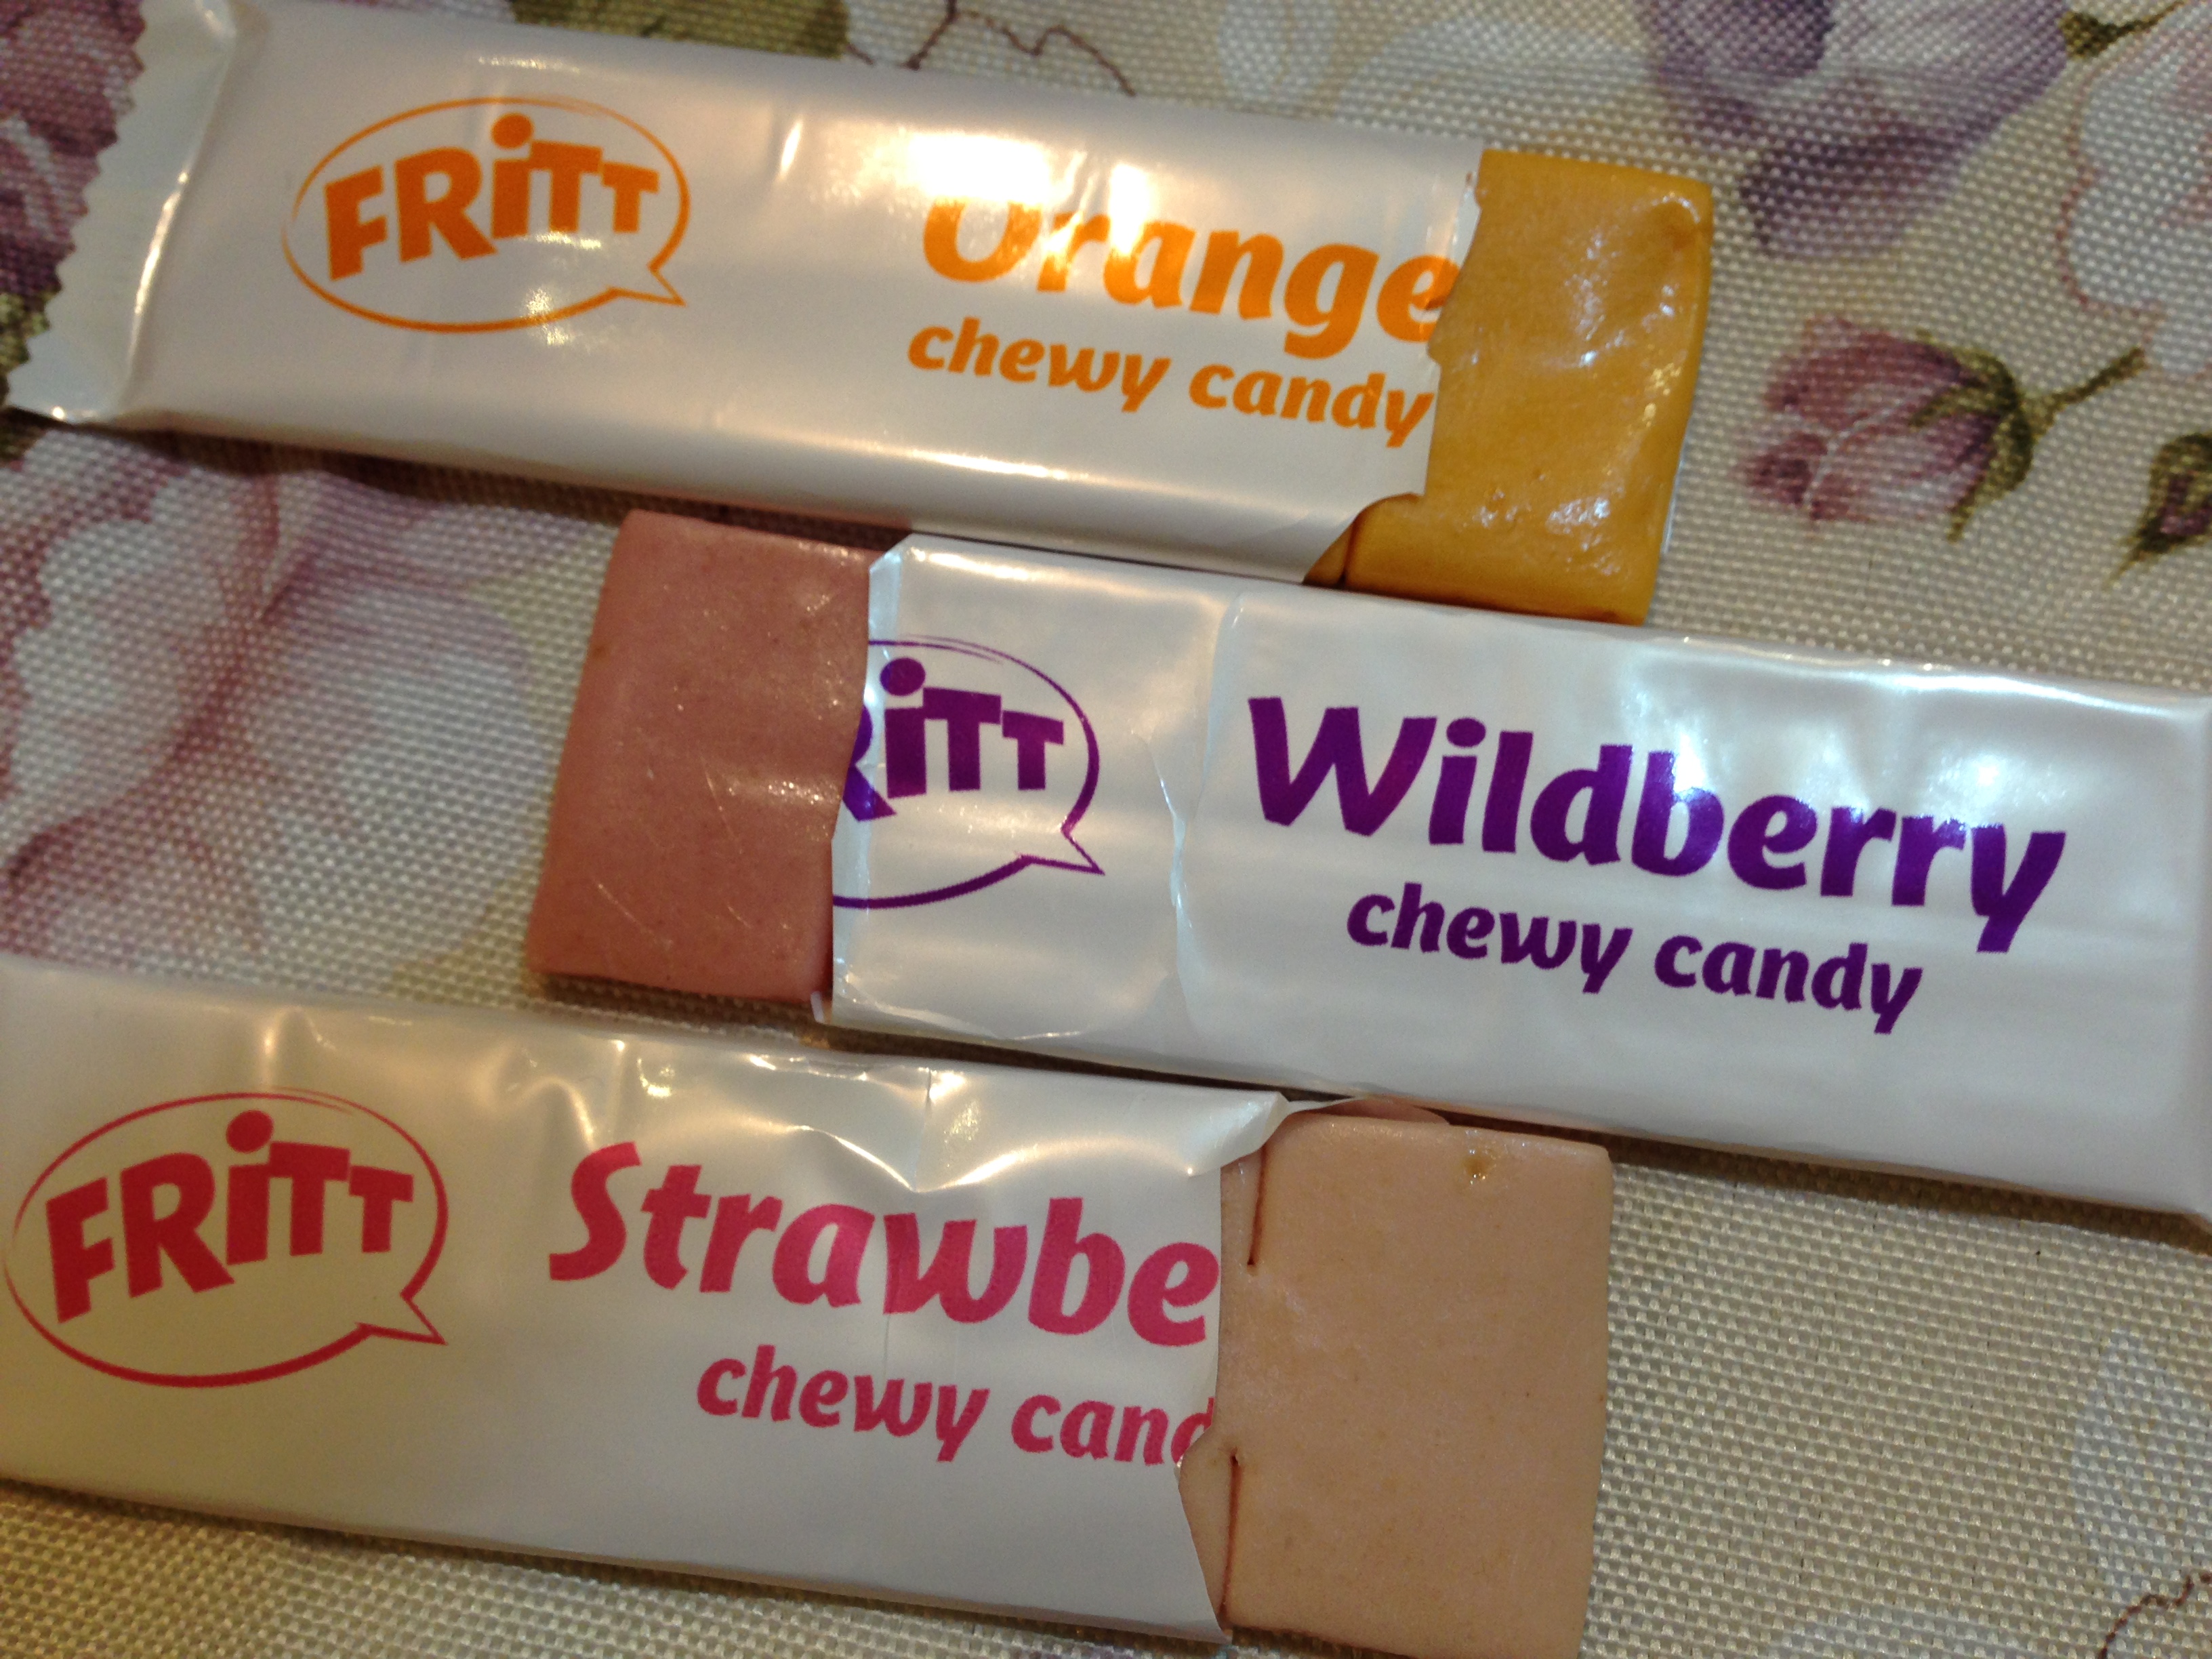 FRiTT
Orange
chewy candy
RiTT
Wildberry
chewy candy
FRiTT
Strawbe
chewy cand